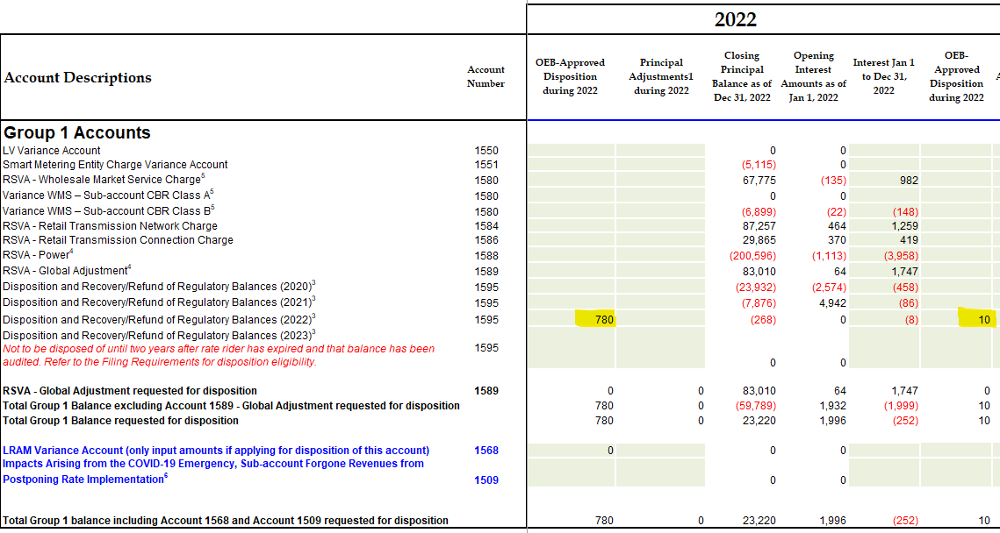 2022
Account Descriptions Account Number OEB-Approved Disposition during 2022 Principal Adjustments1 during 2022 Closing Principal Balance as of Dec 31, 2022 Opening Interest Amounts as of Jan 1, 2022 Interest Jan 1 to Dec 31, 2022 OEB-Approved Disposition during 2022
Group 1 Accounts
LV Variance Account 1550 0 0
Smart Metering Entity Charge Variance Account 1551 (5,115) 0
RSVA - Wholesale Market Service Charge5 1580 67,775 (135) 982
Variance WMS – Sub-account CBR Class A5 1580 0 0
Variance WMS – Sub-account CBR Class B5 1580 (6,899) (22) (148)
RSVA - Retail Transmission Network Charge 1584 87,257 464 1,259
RSVA - Retail Transmission Connection Charge 1586 29,865 370 419
RSVA - Power4 1588 (200,596) (1,113) (3,958)
RSVA - Global Adjustment4 1589 83,010 64 1,747
Disposition and Recovery/Refund of Regulatory Balances (2020)3 1595 (23,932) (2,574) (458)
Disposition and Recovery/Refund of Regulatory Balances (2021)3 1595 (7,876) 4,942 (86)
Disposition and Recovery/Refund of Regulatory Balances (2022)3 1595 780 (268) 0 (8) 10
Disposition and Recovery/Refund of Regulatory Balances (2023)3
Not to be disposed of until two years after rate rider has expired and that balance has been 1595
audited. Refer to the Filing Requirements for disposition eligibility. 0 0
RSVA - Global Adjustment requested for disposition 1589 0 0 83,010 64 1,747 0
Total Group 1 Balance excluding Account 1589 - Global Adjustment requested for disposition 780 0 (59,789) 1,932 (1,999) 10
Total Group 1 Balance requested for disposition 780 0 23,220 1,996 (252) 10
LRAM Variance Account (only input amounts if applying for disposition of this account) 1568 0 0 0
Impacts Arising from the COVID-19 Emergency, Sub-account Forgone Revenues from
Postponing Rate Implementation6 1509 0 0
Total Group 1 balance including Account 1568 and Account 1509 requested for disposition 780 0 23,220 1,996 (252) 10